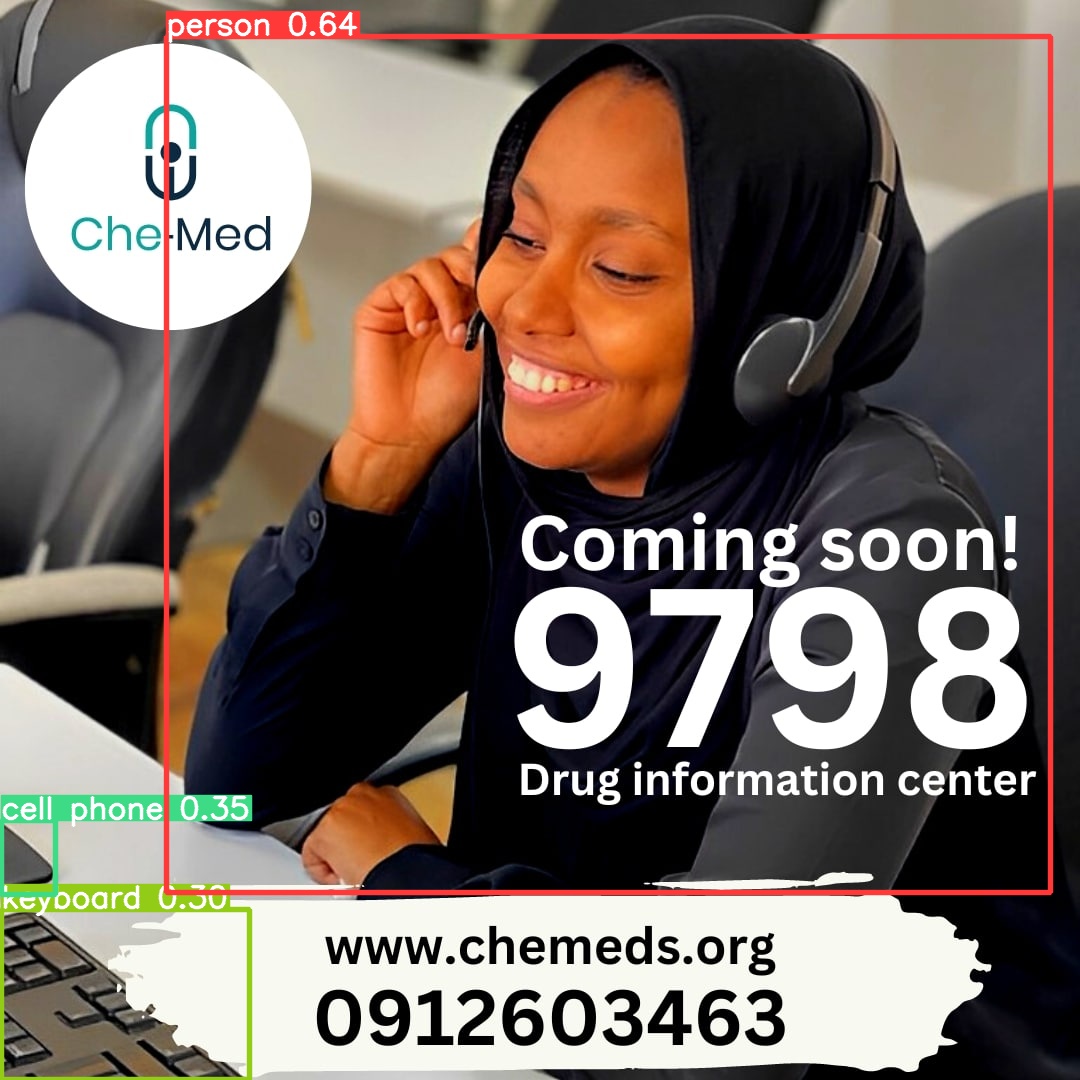 person 0.64
Che-Med
Coming soon!
9798
Drug information center
cell phone 0.35
keyboard 0.30
www.chemeds.org
0912603463